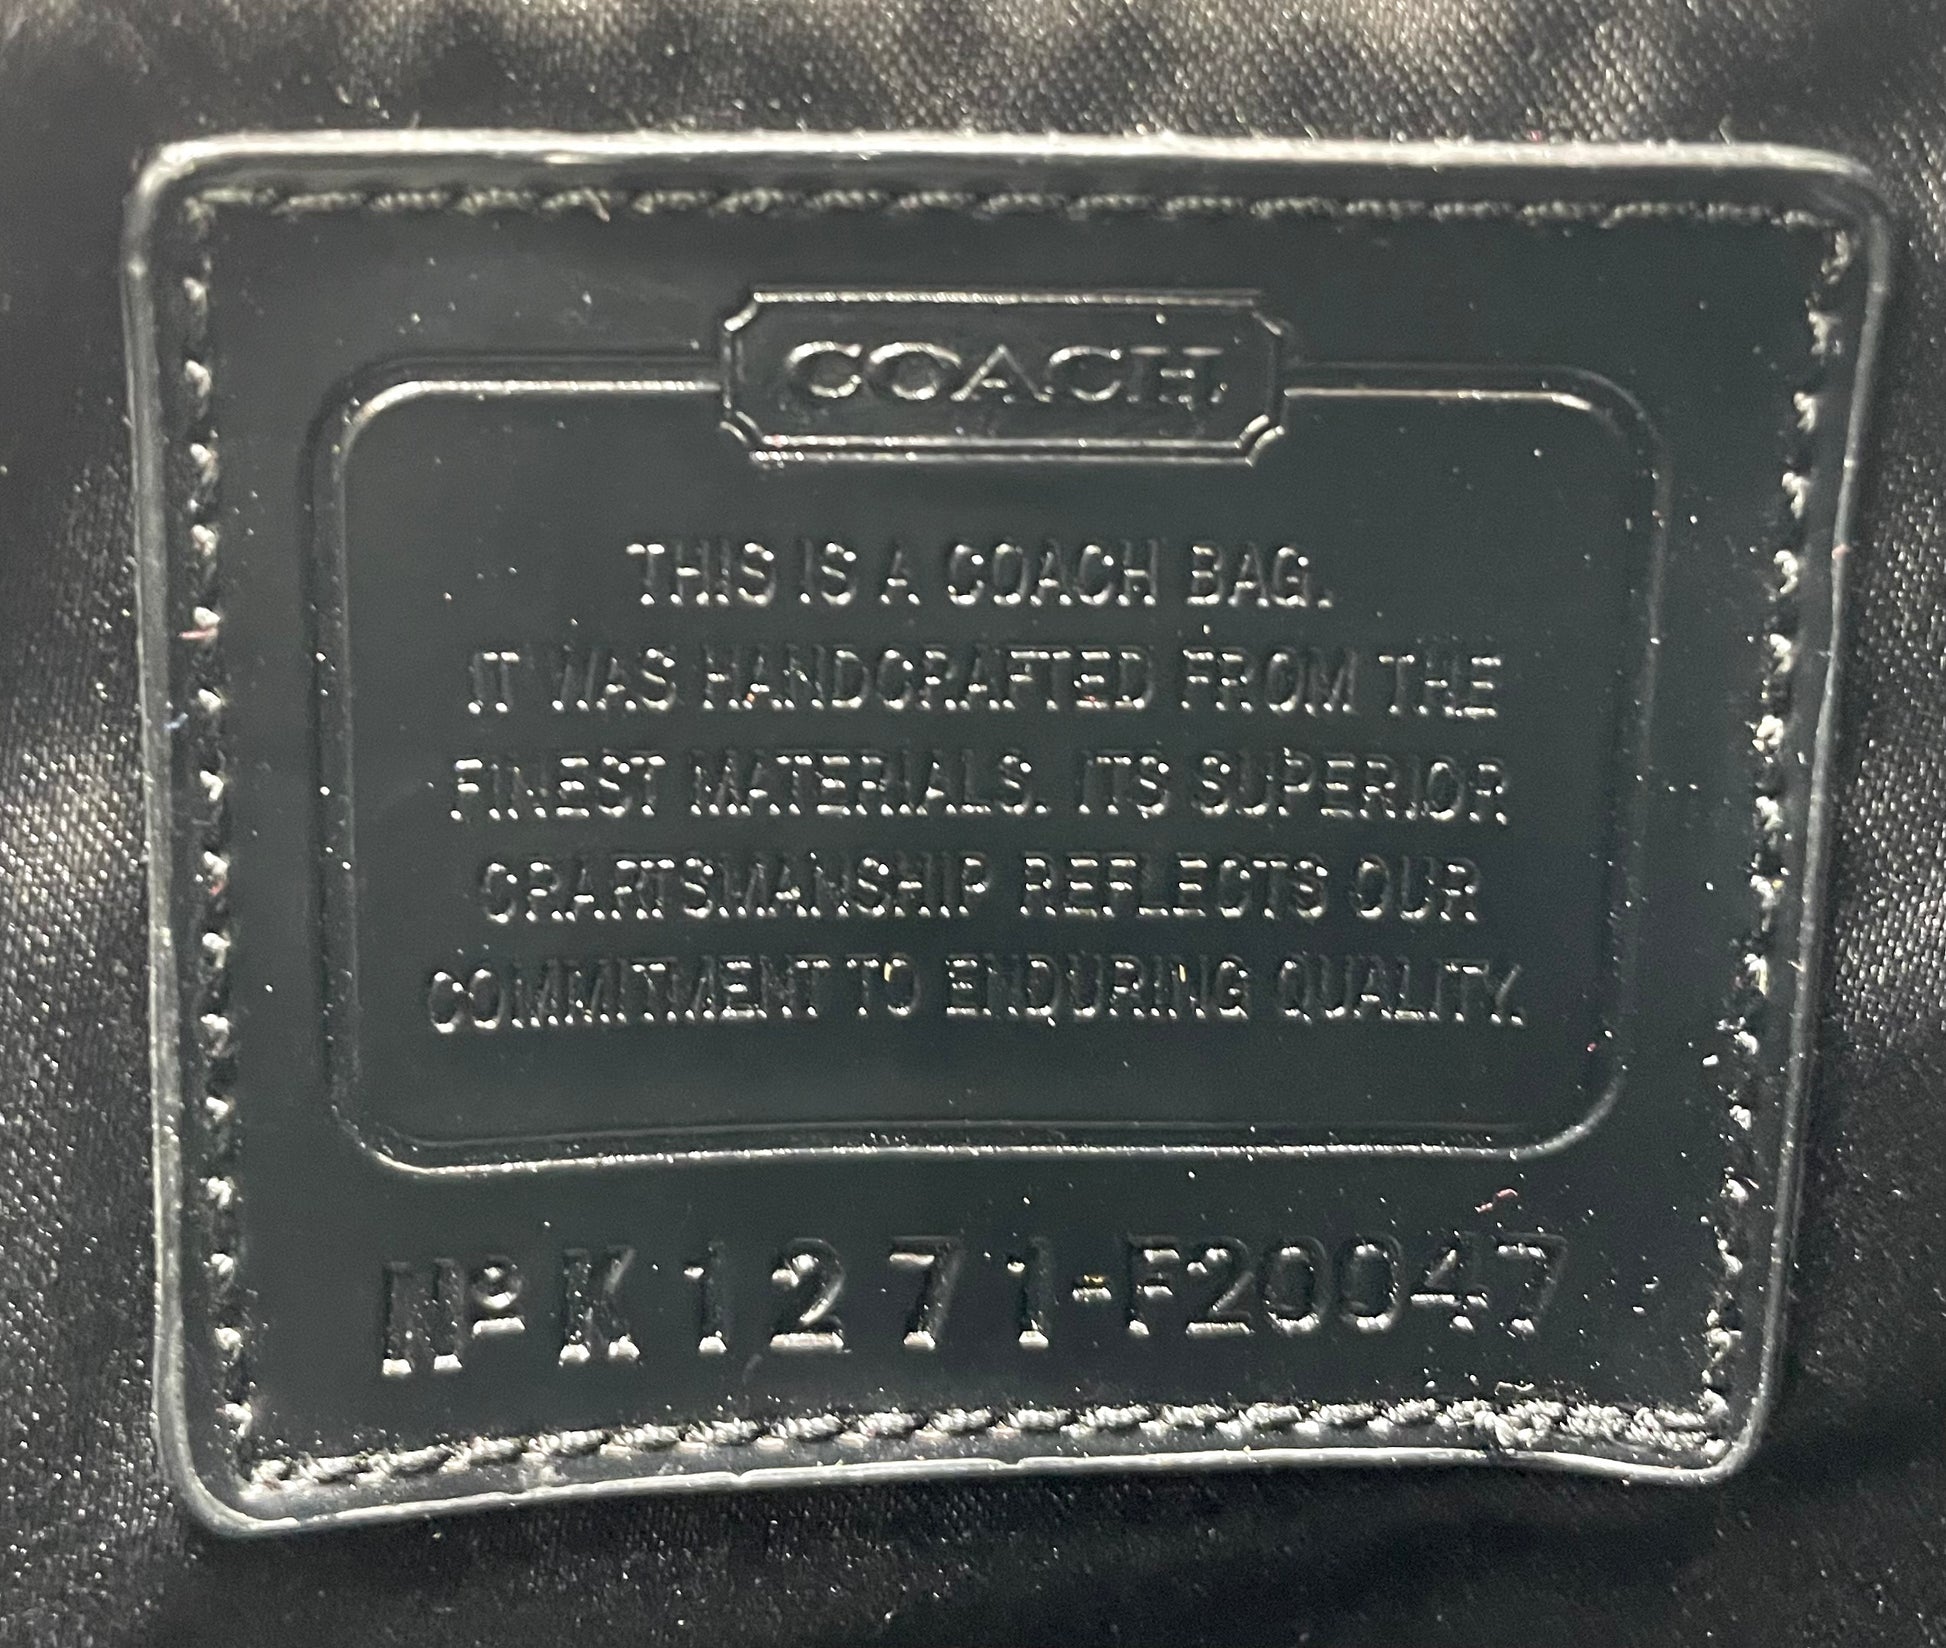 COACH
THIS IS A COACH BAG.
IT WAS HANDCRAFTED FROM THE
FINEST MATERIALS. ITS SUPERIOR
CRAFTSMANSHIP REFLECTS OUR
COMMITMENT TO ENDURING QUALITY.
Nº K1271-F20047